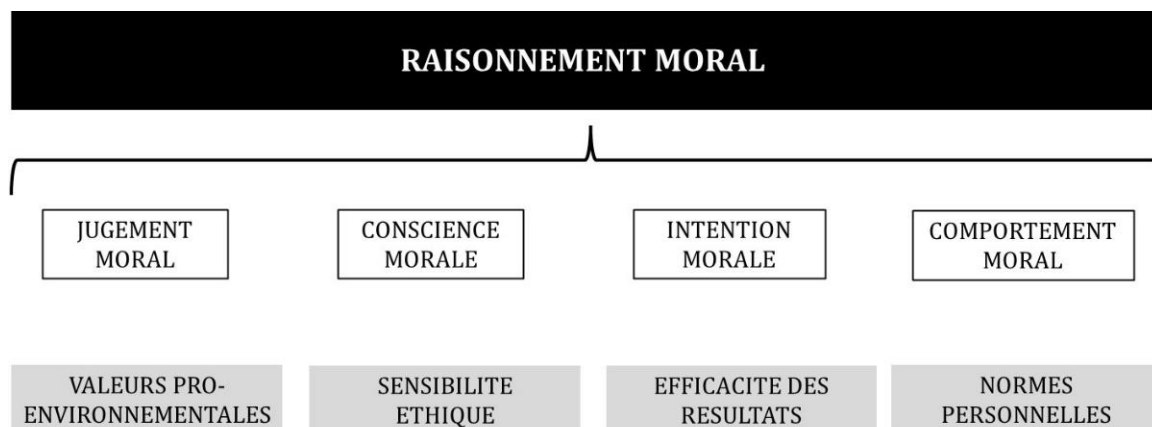 RAISONNEMENT MORAL
JUGEMENT
MORAL
CONSCIENCE
MORALE
INTENTION
MORALE
COMPORTEMENT
MORAL
VALEURS PRO-
ENVIRONNEMENTALES
SENSIBILITE
ETHIQUE
EFFICACITE DES
RESULTATS
NORMES
PERSONNELLES